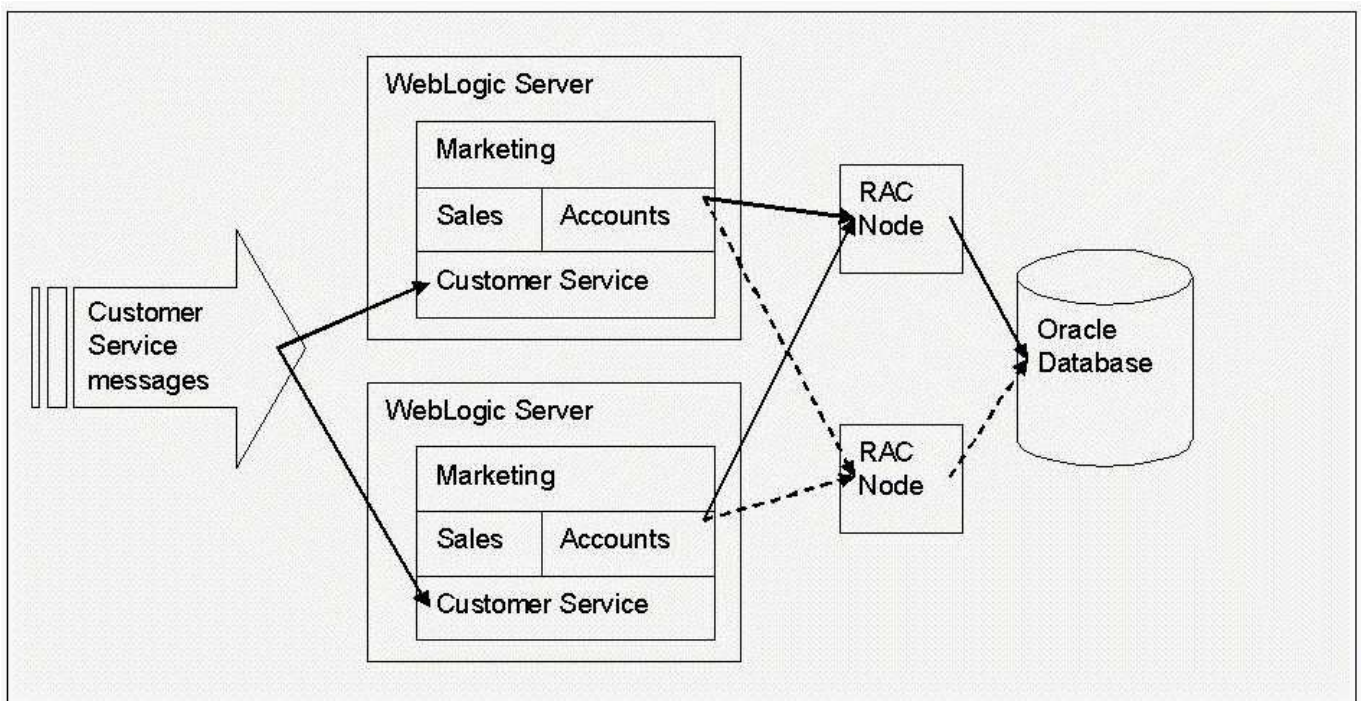 Customer
Service
messages
WebLogic Server
Marketing
Sales
Accounts
Customer Service
WebLogic Server
Marketing
Sales
Accounts
Customer Service
RAC
Node
RAC
Node
Oracle
Database